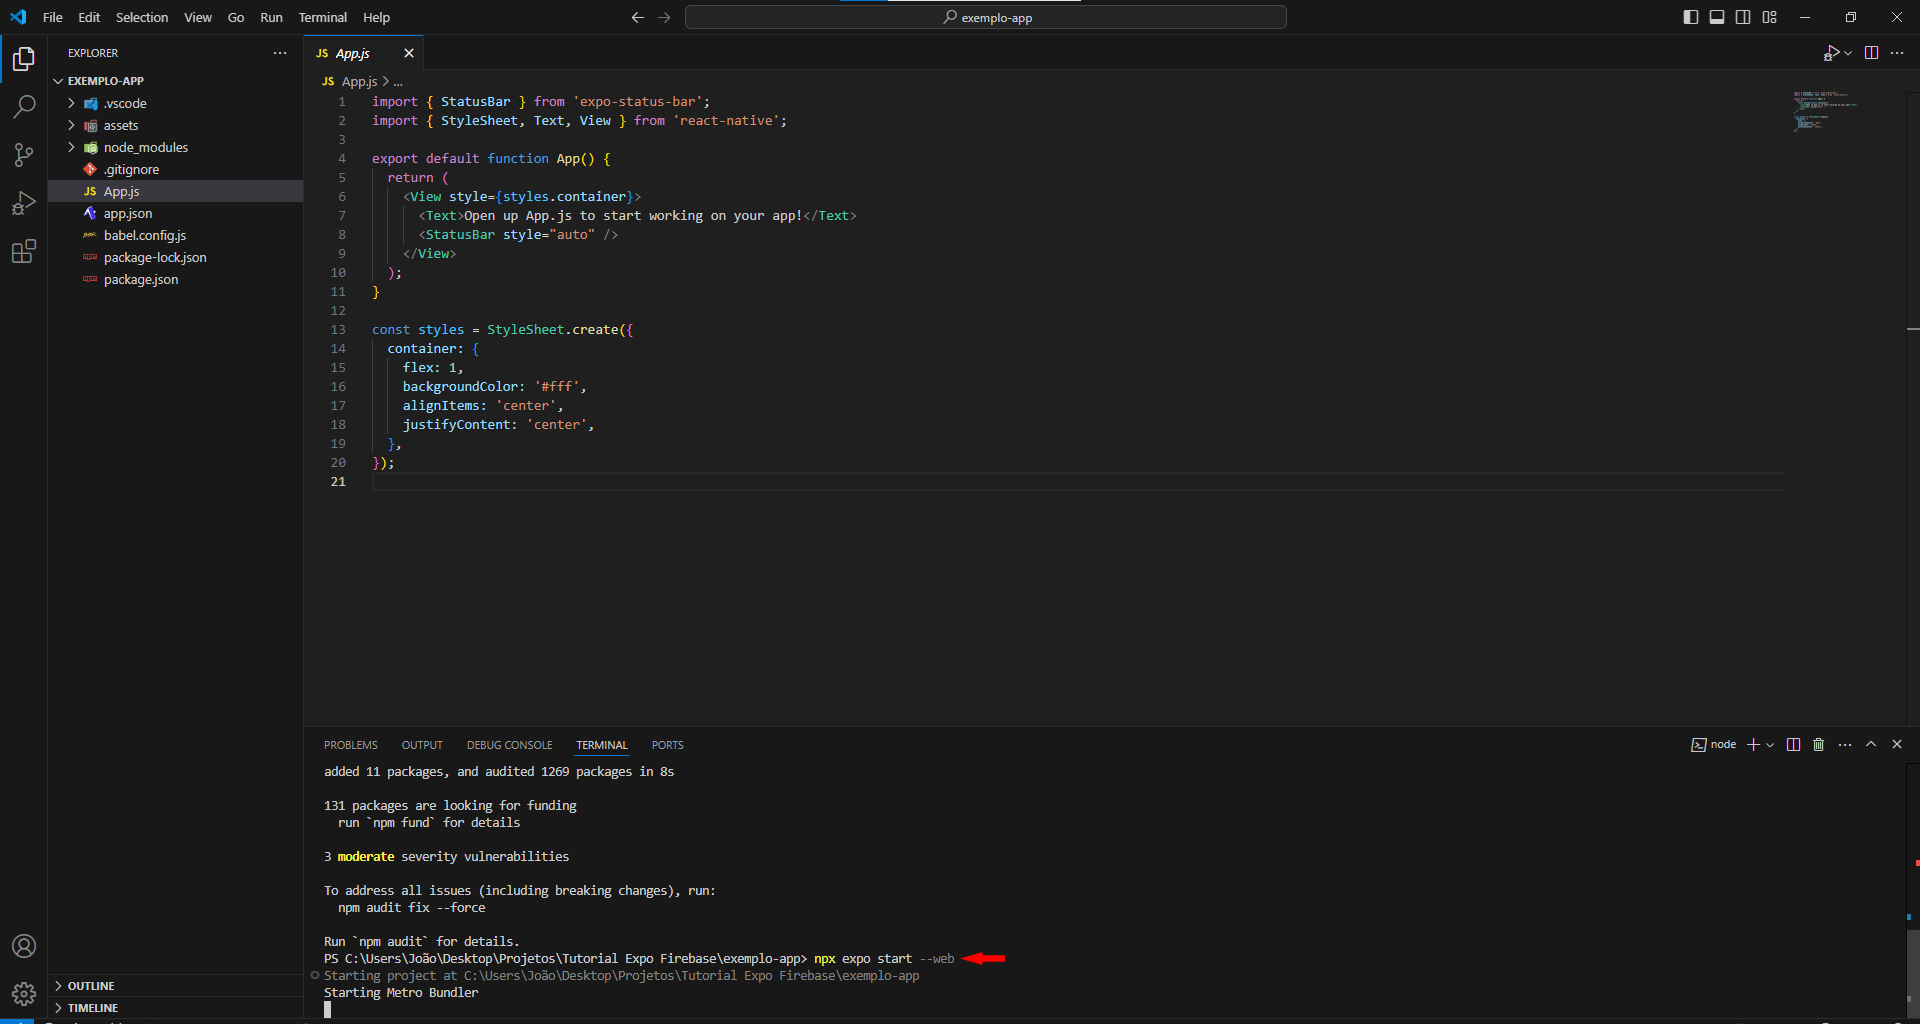 File Edit Selection View Go Run Terminal Help
exemplo-app
EXPLORER
EXEMPLO-APP
.vscode
assets
node_modules
.gitignore
JS App.js
app.json
babel.config.js
package-lock.json
package.json
OUTLINE
TIMELINE
JS App.js
JS App.js > ...
1 import { StatusBar } from 'expo-status-bar';
2 import { StyleSheet, Text, View } from 'react-native';
3
4 export default function App() {
5 return (
6 <View style={styles.container}>
7 <Text>Open up App.js to start working on your app!</Text>
8 <StatusBar style="auto" />
9 </View>
10 );
11 }
12
13 const styles = StyleSheet.create({
14 container: {
15 flex: 1,
16 backgroundColor: '#fff',
17 alignItems: 'center',
18 justifyContent: 'center',
19 },
20 });
21
PROBLEMS OUTPUT DEBUG CONSOLE TERMINAL PORTS
node
added 11 packages, and audited 1269 packages in 8s
131 packages are looking for funding
run `npm fund` for details
3 moderate severity vulnerabilities
To address all issues (including breaking changes), run:
npm audit fix --force
Run `npm audit` for details.
PS C:\Users\João\Desktop\Projetos\Tutorial Expo Firebase\exemplo-app> npx expo start --web
Starting project at C:\Users\João\Desktop\Projetos\Tutorial Expo Firebase\exemplo-app
Starting Metro Bundler